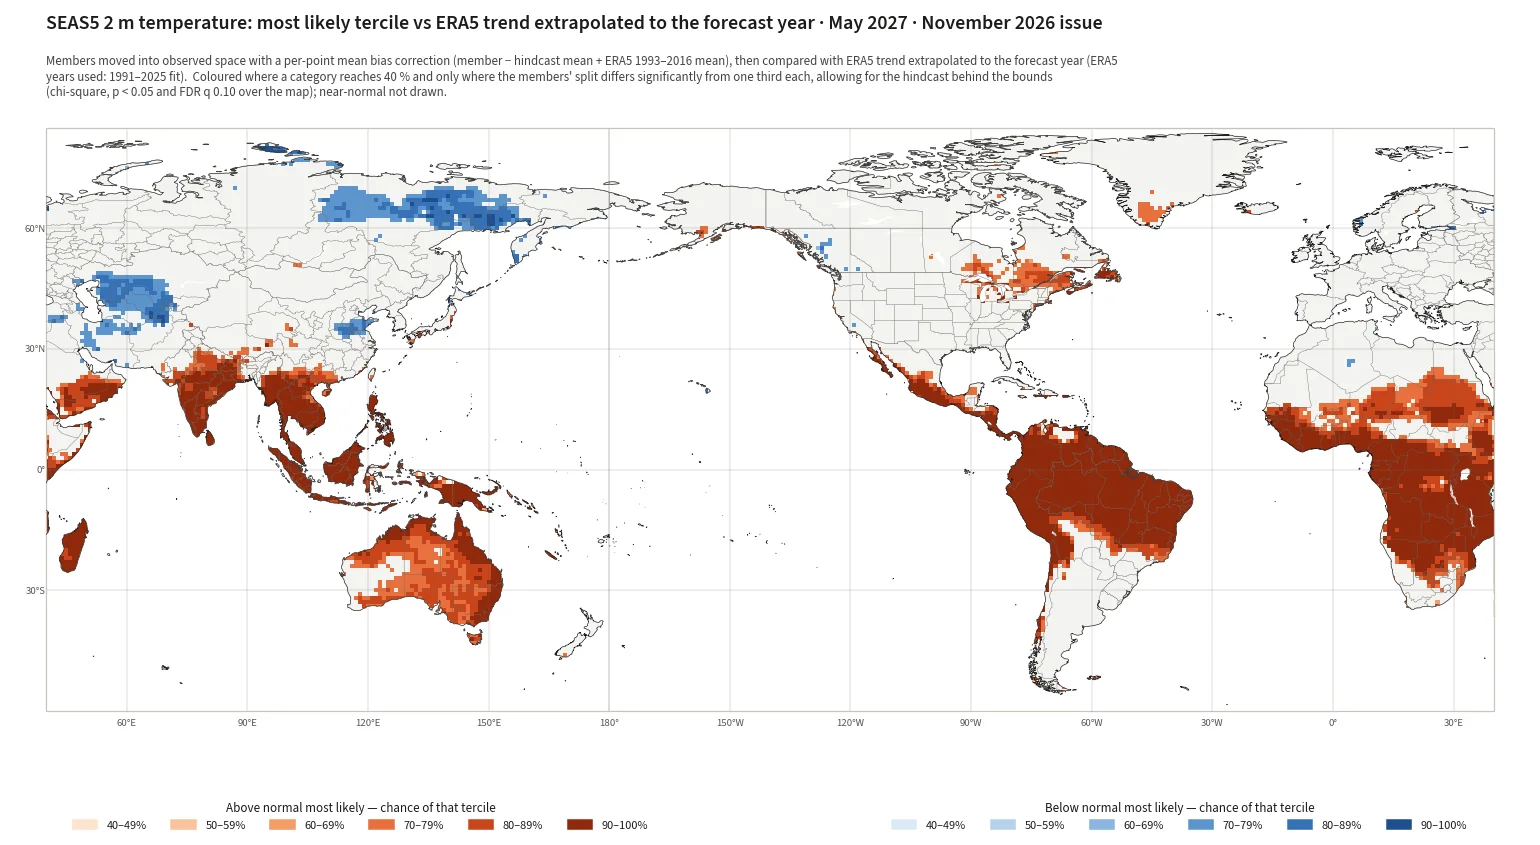 SEAS5 2 m temperature: most likely tercile vs ERA5 trend extrapolated to the forecast year · May 2027 · November 2026 issue
Members moved into observed space with a per-point mean bias correction (member − hindcast mean + ERA5 1993–2016 mean), then compared with ERA5 trend extrapolated to the forecast year (ERA5
years used: 1991–2025 fit). Coloured where a category reaches 40 % and only where the members' split differs significantly from one third each, allowing for the hindcast behind the bounds
(chi-square, p < 0.05 and FDR q 0.10 over the map); near-normal not drawn.
60°N
30°N
0°
30°S
60°E 90°E 120°E 150°E 180° 150°W 120°W 90°W 60°W 30°W 0° 30°E
Above normal most likely — chance of that tercile
40–49% 50–59% 60–69% 70–79% 80–89% 90–100%
Below normal most likely — chance of that tercile
40–49% 50–59% 60–69% 70–79% 80–89% 90–100%